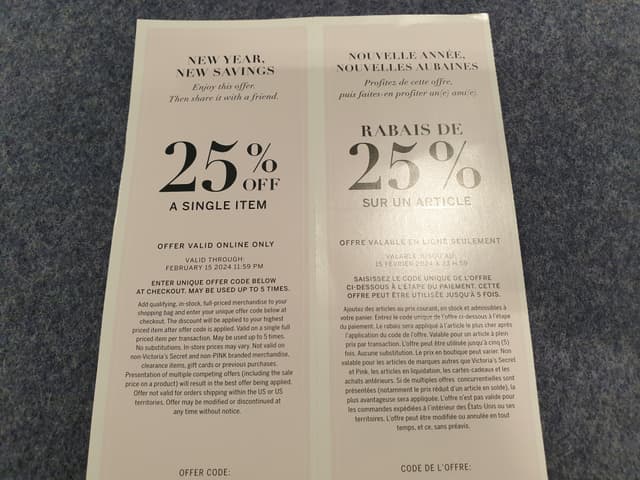 NEW YEAR,
NEW SAVINGS
Enjoy this offer.
Then share it with a friend.
25%
OFF
A SINGLE ITEM
OFFER VALID ONLINE ONLY
VALID THROUGH:
FEBRUARY 15 2024 11:59 PM
ENTER UNIQUE OFFER CODE BELOW
AT CHECKOUT. MAY BE USED UP TO 5 TIMES.
Add qualifying, in-stock, full-priced merchandise to your
shopping bag and enter your unique offer code below at
checkout. The discount will be applied to your highest
priced item after offer code is applied. Valid on a single full
priced item per transaction. May be used up to 5 times.
No substitutions. In-store prices may vary. Not valid on
non-Victoria's Secret and non-PINK branded merchandise,
clearance items, gift cards or previous purchases.
Presentation of multiple competing offers (including the sale
price on a product) will result in the best offer being applied.
Offer not valid for orders shipping within the US or US
territories. Offer may be modified or discontinued at
any time without notice.
OFFER CODE:
NOUVELLE ANNÉE,
NOUVELLES AUBAINES
Profitez de cette offre,
puis faites-en profiter un(e) ami(e).
RABAIS DE
25%
SUR UN ARTICLE
OFFRE VALABLE EN LIGNE SEULEMENT
VALABLE JUSQU'AU:
15 FÉVRIER 2024 À 23 H 59
SAISISSEZ LE CODE UNIQUE DE L'OFFRE
CI-DESSOUS À L'ÉTAPE DU PAIEMENT. CETTE
OFFRE PEUT ÊTRE UTILISÉE JUSQU'À 5 FOIS.
Ajoutez des articles au prix courant, en stock et admissibles à
votre panier. Entrez le code unique de l'offre ci-dessous à l'étape
du paiement. Le rabais sera appliqué à l'article le plus cher après
l'application du code de l'offre. Valable pour un article à plein
prix par transaction. L'offre peut être utilisée jusqu'à cinq (5)
fois. Aucune substitution. Le prix en boutique peut varier. Non
valable pour les articles de marques autres que Victoria's Secret
et Pink, les articles en liquidation, les cartes-cadeaux et les
achats antérieurs. Si de multiples offres concurrentielles sont
présentées (notamment le prix réduit d'un article en solde), la
plus avantageuse sera appliquée. L'offre n'est pas valide pour
les commandes expédiées à l'intérieur des États-Unis ou ses
territoires. L'offre peut être modifiée ou annulée en tout
temps, et ce, sans préavis.
CODE DE L'OFFRE: